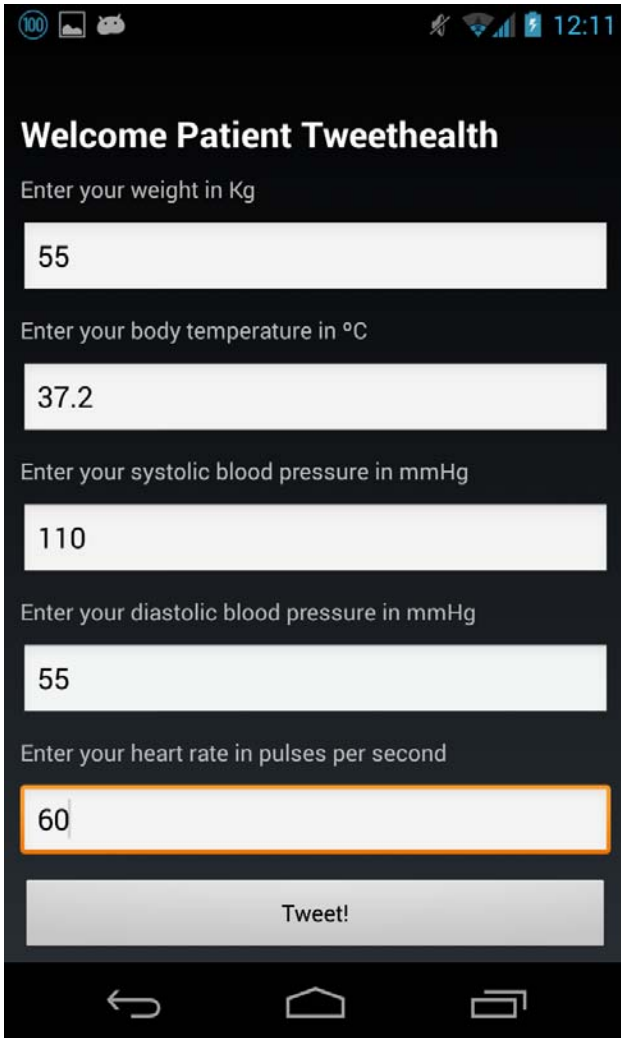 100 12:11
Welcome Patient Tweethealth
Enter your weight in Kg
55
Enter your body temperature in ºC
37.2
Enter your systolic blood pressure in mmHg
110
Enter your diastolic blood pressure in mmHg
55
Enter your heart rate in pulses per second
60
Tweet!